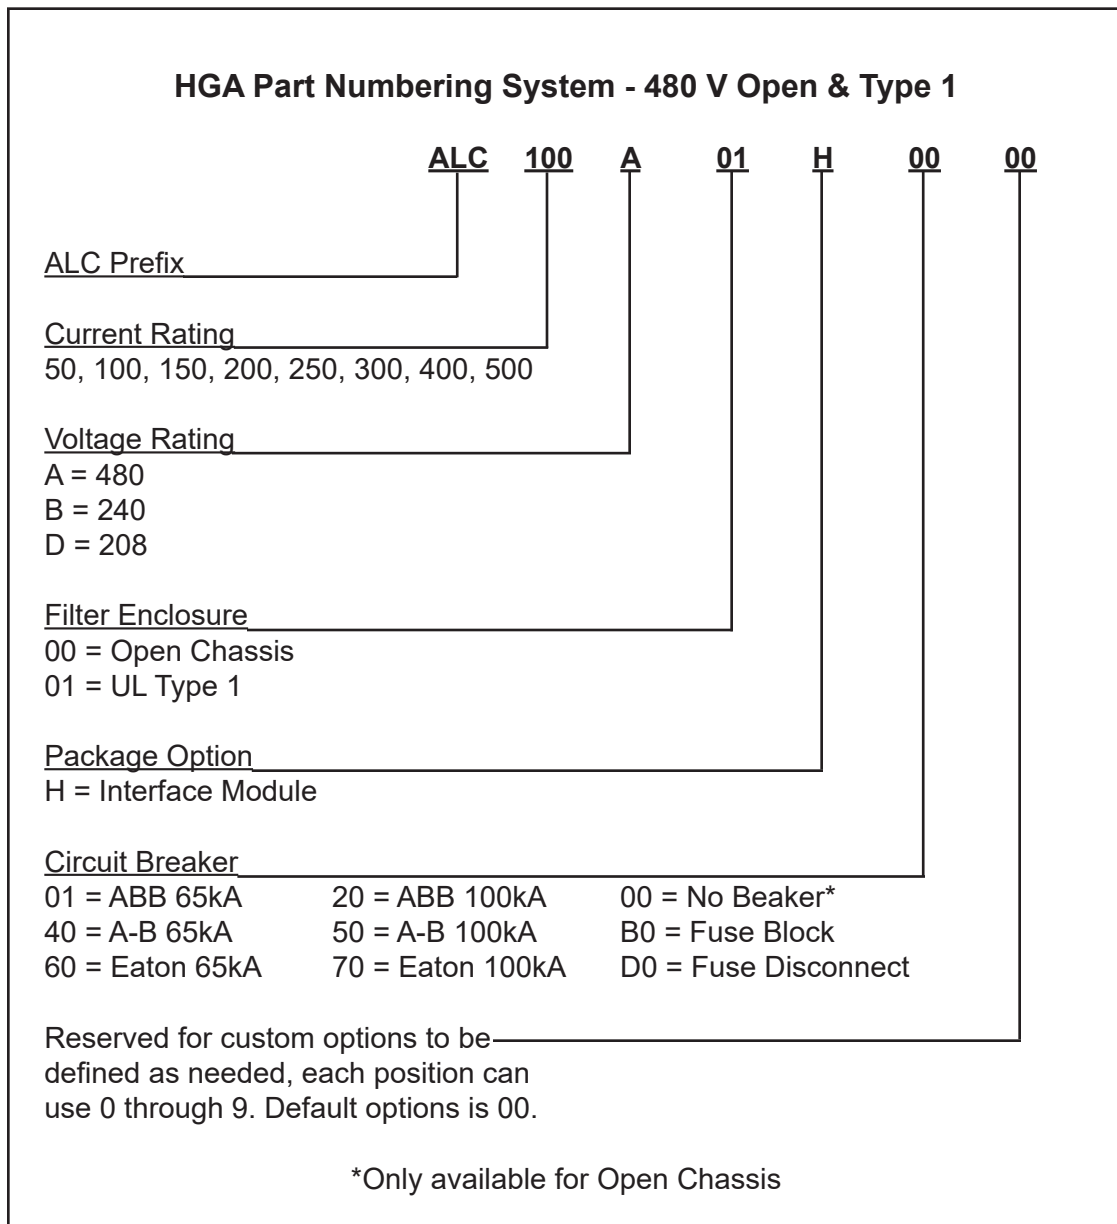 HGA Part Numbering System - 480 V Open & Type 1
ALC 100 A 01 H 00 00
ALC Prefix
Current Rating
50, 100, 150, 200, 250, 300, 400, 500
Voltage Rating
A = 480
B = 240
D = 208
Filter Enclosure
00 = Open Chassis
01 = UL Type 1
Package Option
H = Interface Module
Circuit Breaker
01 = ABB 65kA 20 = ABB 100kA 00 = No Beaker*
40 = A-B 65kA 50 = A-B 100kA B0 = Fuse Block
60 = Eaton 65kA 70 = Eaton 100kA D0 = Fuse Disconnect
Reserved for custom options to be
defined as needed, each position can
use 0 through 9. Default options is 00.
*Only available for Open Chassis